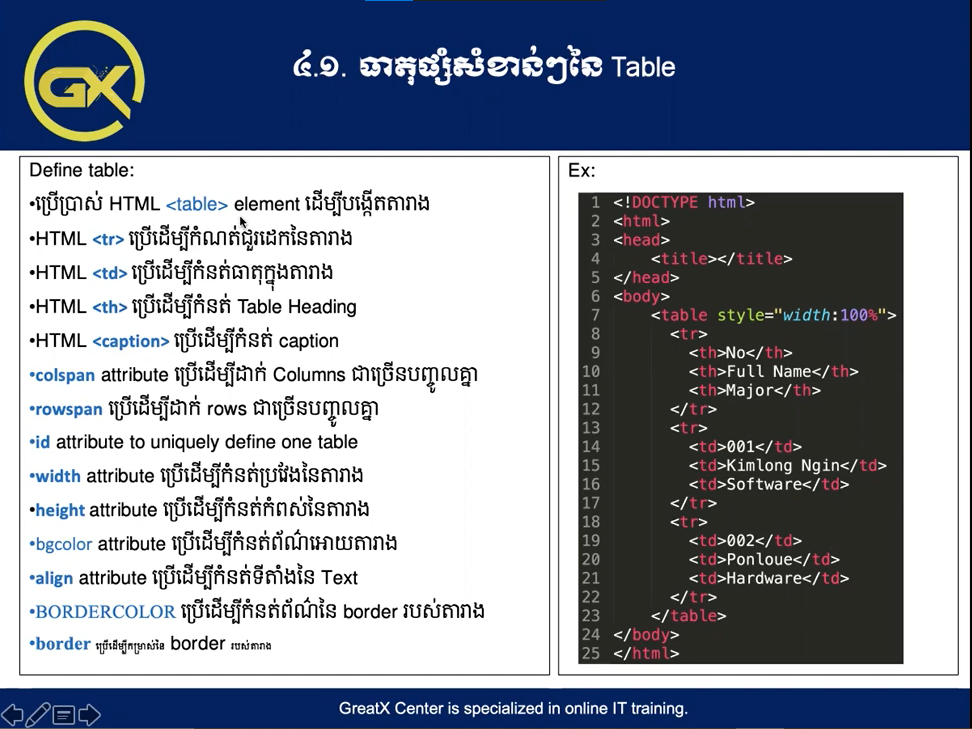 GX
៤.១. ធាតុផ្សំសំខាន់ៗនៃ Table
Define table:
•ប្រើប្រាស់ HTML <table> element ដើម្បីបង្កើតតារាង
•HTML <tr> ប្រើដើម្បីកំណត់ជួរដេកនៃតារាង
•HTML <td> ប្រើដើម្បីកំនត់ធាតុក្នុងតារាង
•HTML <th> ប្រើដើម្បីកំនត់ Table Heading
•HTML <caption> ប្រើដើម្បីកំនត់ caption
•colspan attribute ប្រើដើម្បីដាក់ Columns ជាច្រើនបញ្ចូលគ្នា
•rowspan ប្រើដើម្បីដាក់ rows ជាច្រើនបញ្ចូលគ្នា
•id attribute to uniquely define one table
•width attribute ប្រើដើម្បីកំនត់ប្រវែងនៃតារាង
•height attribute ប្រើដើម្បីកំនត់កំពស់នៃតារាង
•bgcolor attribute ប្រើដើម្បីកំនត់ព័ណ៌អោយតារាង
•align attribute ប្រើដើម្បីកំនត់ទីតាំងនៃ Text
•BORDERCOLOR ប្រើដើម្បីកំនត់ព័ណ៌នៃ border របស់តារាង
•border ប្រើដើម្បីកម្រាស់នៃ border របស់តារាង
Ex:
1 <!DOCTYPE html>
2 <html>
3 <head>
4 <title></title>
5 </head>
6 <body>
7 <table style="width:100%">
8 <tr>
9 <th>No</th>
10 <th>Full Name</th>
11 <th>Major</th>
12 </tr>
13 <tr>
14 <td>001</td>
15 <td>Kimlong Ngin</td>
16 <td>Software</td>
17 </tr>
18 <tr>
19 <td>002</td>
20 <td>Ponloue</td>
21 <td>Hardware</td>
22 </tr>
23 </table>
24 </body>
25 </html>
GreatX Center is specialized in online IT training.